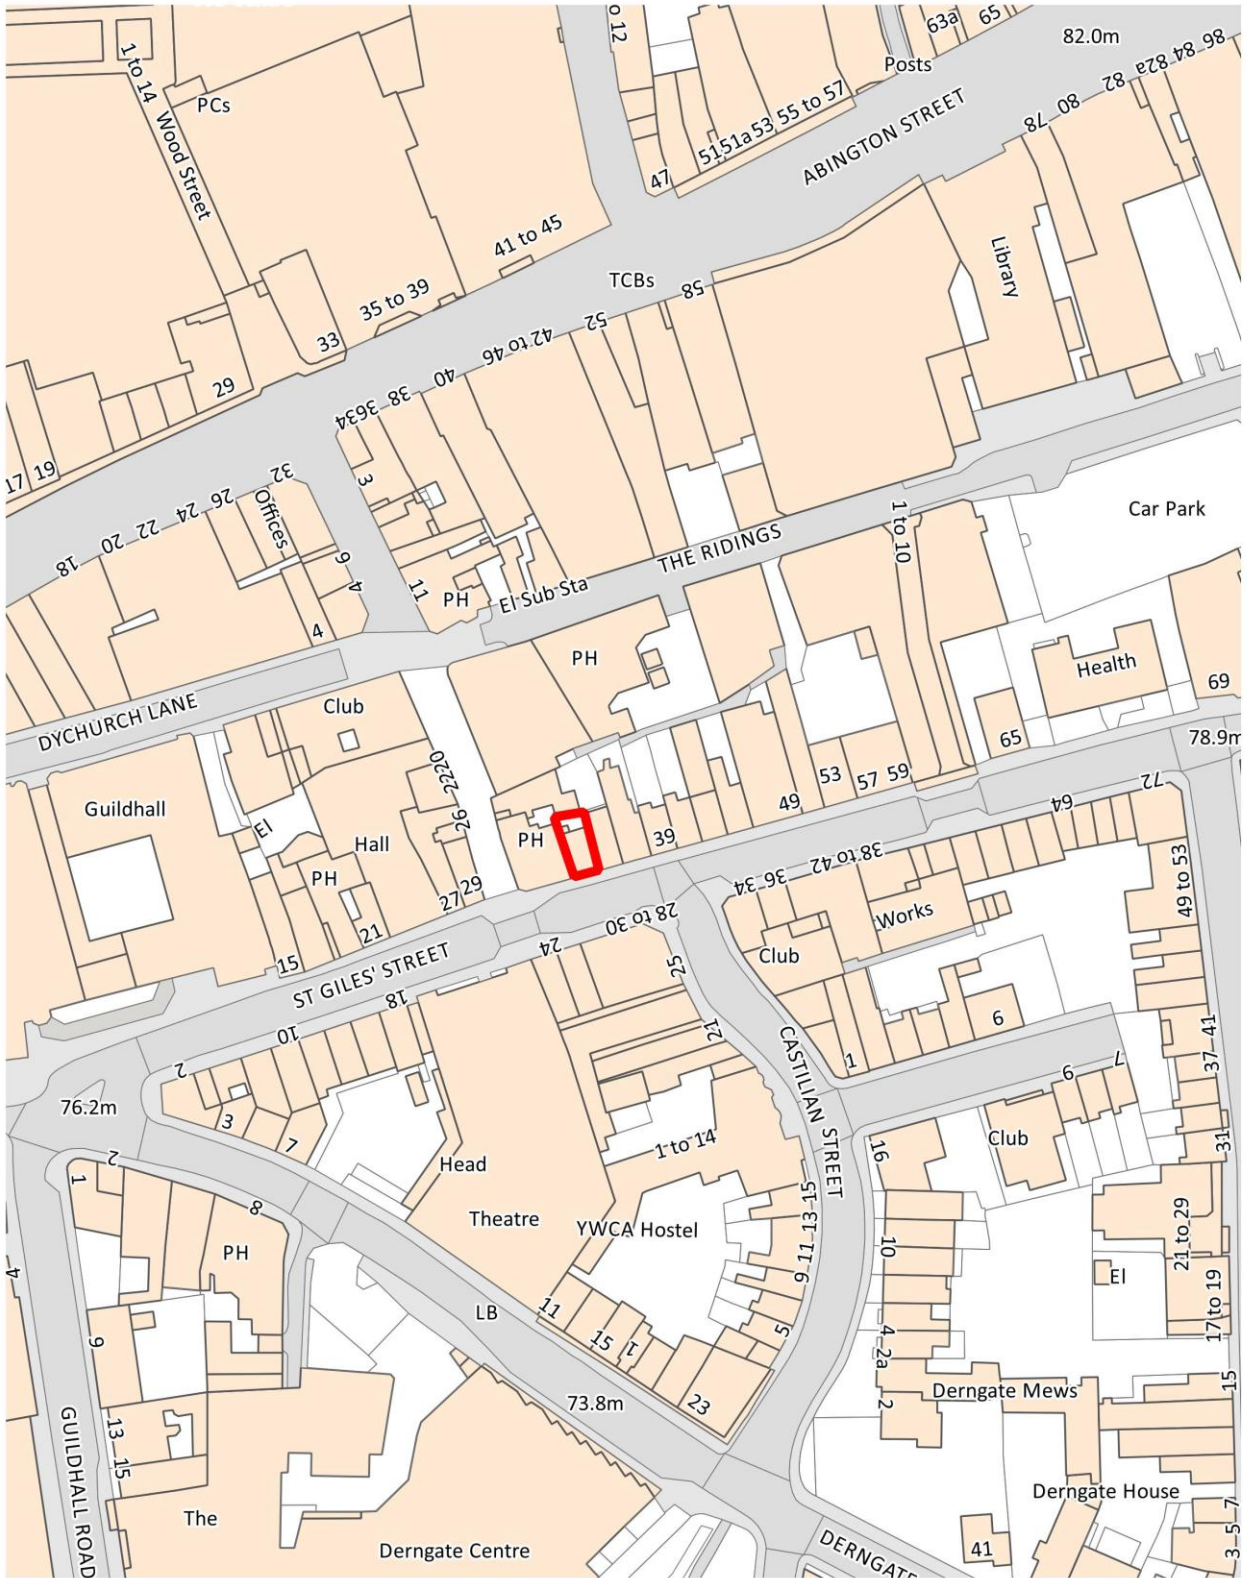 1 to 14
Wood Street
PCs
to 12
63a
65
82.0m
Posts
86
84
82a
82
80
78
ABINGTON STREET
47
51
51a
53
55 to 57
41 to 45
35 to 39
33
29
17
19
TCBs
58
52
42 to 46
40
38
36
34
Library
3
32
Offices
26
24
22
20
18
9
4
4
11
PH
El Sub Sta
THE RIDINGS
1 to 10
Car Park
PH
Health
69
DYCHURCH LANE
Club
65
78.9m
Guildhall
El
Hall
PH
20
22
26
PH
39
49
53
57
59
72
64
38 to 42
36
34
27
29
21
15
ST GILES' STREET
28 to 30
24
18
10
2
25
21
Works
Club
49 to 53
6
1
CASTILIAN STREET
41
37
31
7
9
Club
76.2m
3
7
2
1
8
PH
Head
Theatre
1 to 14
YWCA Hostel
15
13
11
9
5
16
10
4
2a
2
21 to 29
El
17 to 19
15
LB
11
15
1
23
73.8m
Derngate Mews
Derngate House
7
5
3
4
9
13
15
GUILDHALL ROAD
The
Derngate Centre
DERNGATE
41